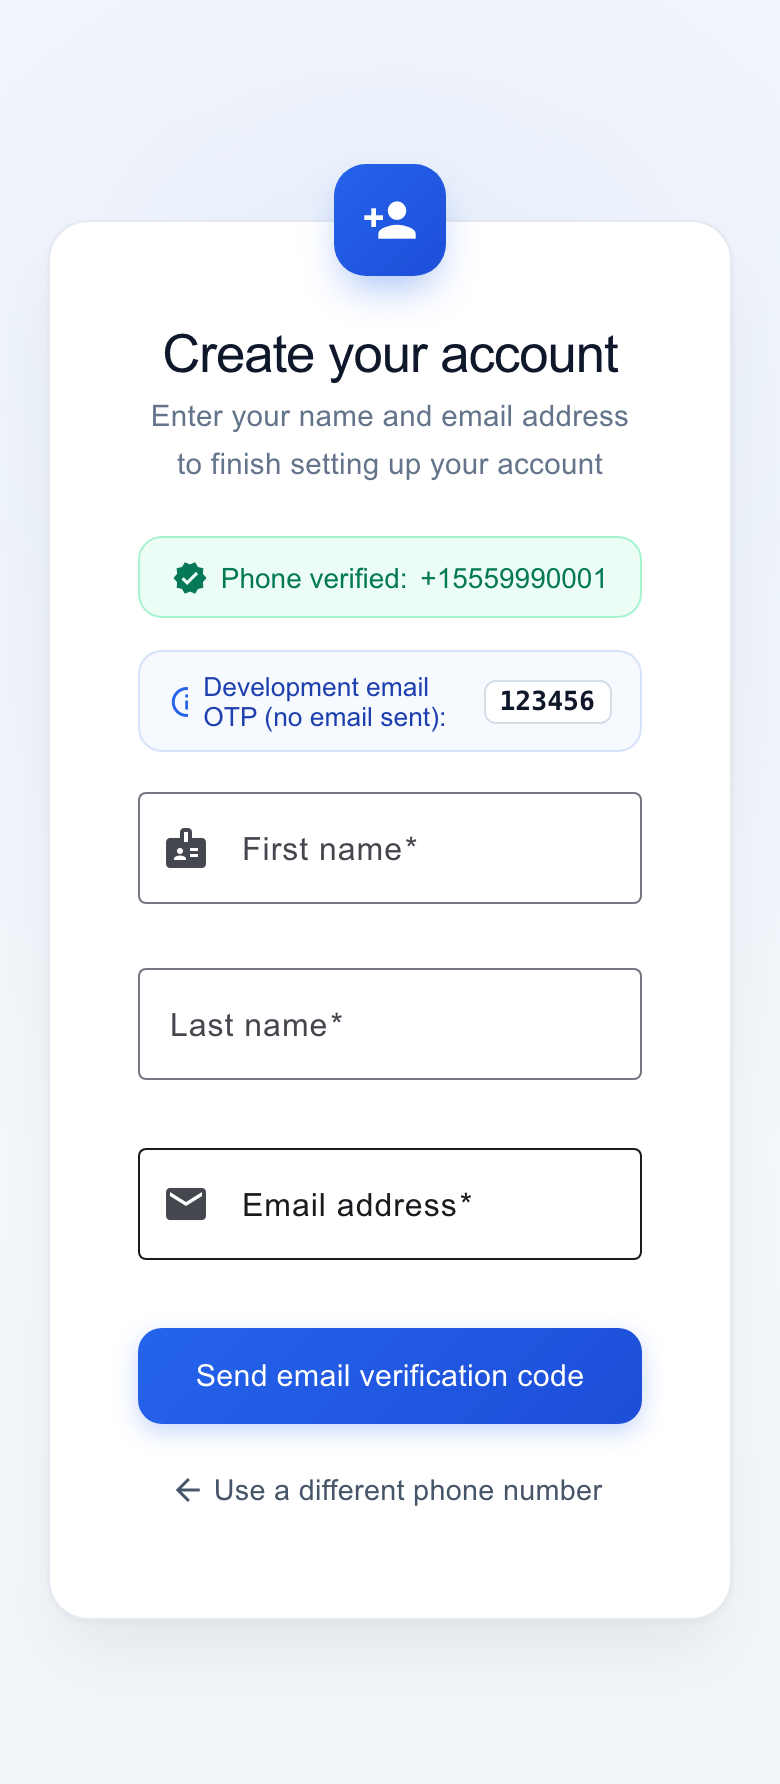 Create your account
Enter your name and email address
to finish setting up your account
Phone verified: +15559990001
Development email
OTP (no email sent):
123456
First name*
Last name*
Email address*
Send email verification code
Use a different phone number